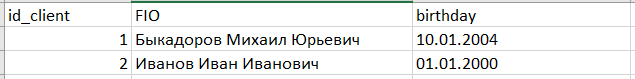 id_client FIO birthday
1 Быкадоров Михаил Юрьевич 10.01.2004
2 Иванов Иван Иванович 01.01.2000